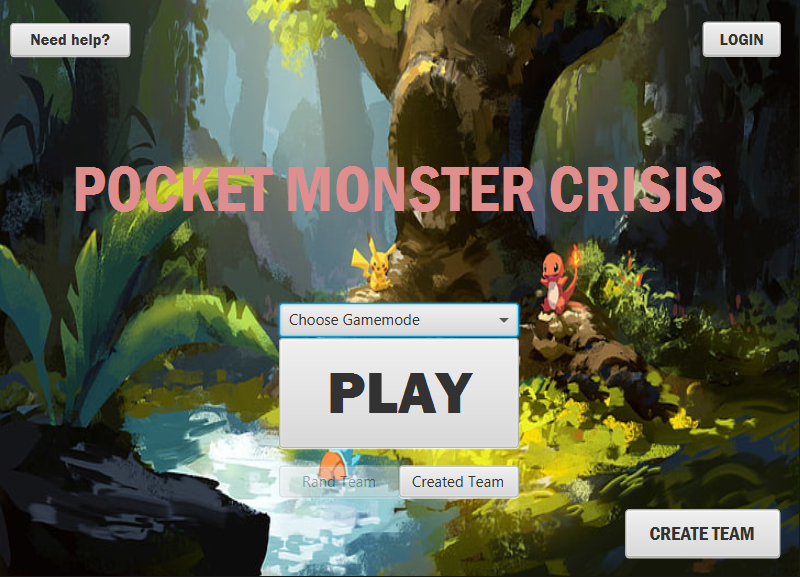 Need help?
LOGIN
POCKET MONSTER CRISIS
Choose Gamemode
PLAY
Rand Team
Created Team
CREATE TEAM